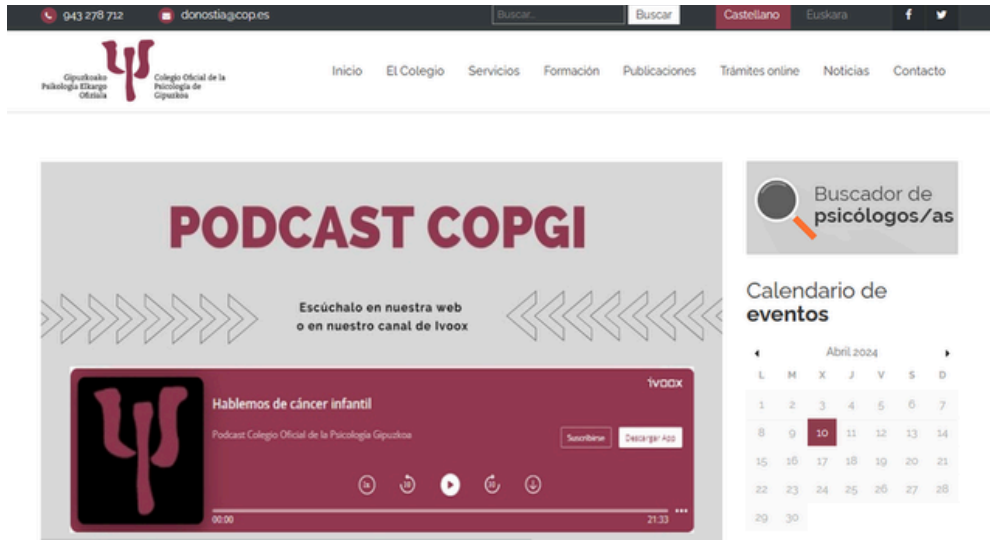 943 278 712 donostia@cop.es Buscar.. Buscar Castellano Euskara
Gipuzkoako
Psikologia Elkargo
Ofiziala
Colegio Oficial de la
Psicología de
Gipuzkoa
Inicio El Colegio Servicios Formación Publicaciones Trámites online Noticias Contacto
PODCAST COPGI
Escúchalo en nuestra web
o en nuestro canal de Ivoox
ivoox
Hablemos de cáncer infantil
Podcast Colegio Oficial de la Psicología Gipuzkoa
Suscribirse Descargar App
1x 10 30
00:00 21:33
Buscador de
psicólogos/as
Calendario de
eventos
Abril 2024
L M X J V S D
1 2 3 4 5 6 7
8 9 10 11 12 13 14
15 16 17 18 19 20 21
22 23 24 25 26 27 28
29 30